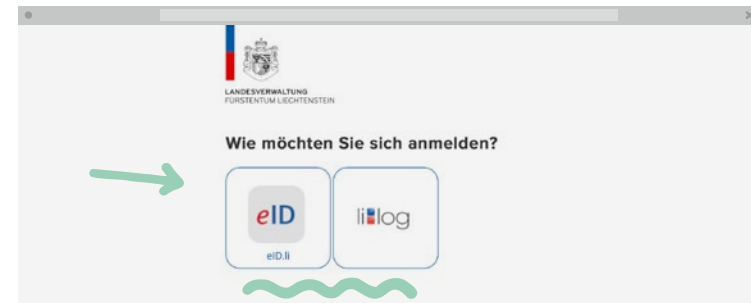 LANDESVERWALTUNG
FÜRSTENTUM LIECHTENSTEIN
Wie möchten Sie sich anmelden?
eID
lilog
eID.li